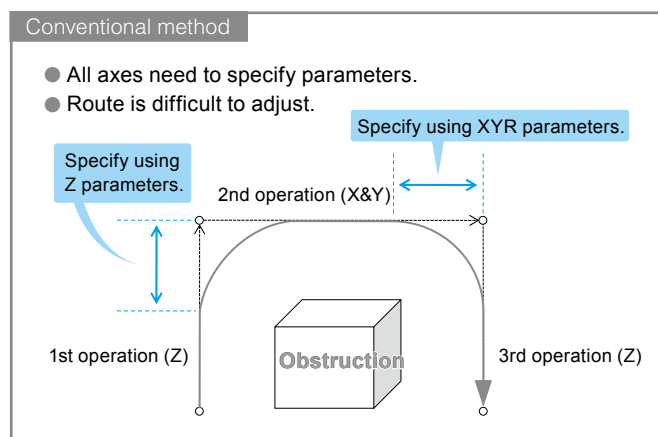 Conventional method
● All axes need to specify parameters.
● Route is difficult to adjust.
Specify using XYR parameters.
Specify using
Z parameters.
2nd operation (X&Y)
1st operation (Z)
Obstruction
3rd operation (Z)